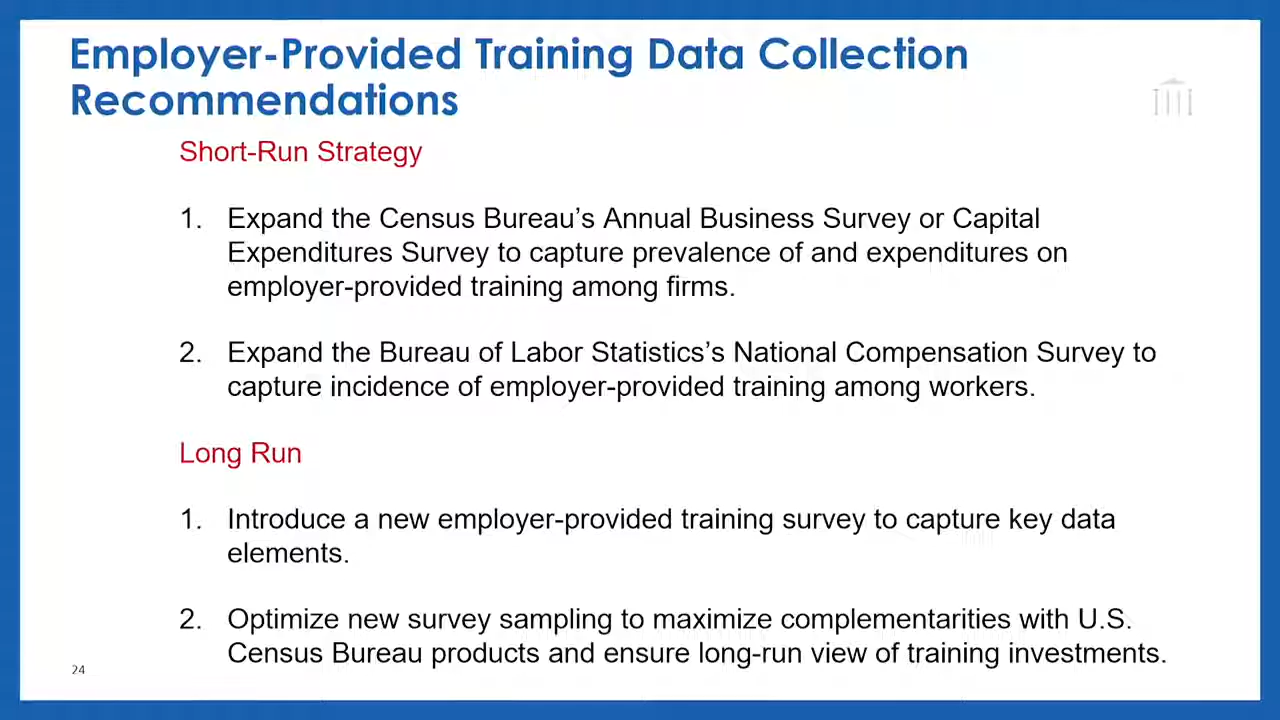 Employer-Provided Training Data Collection
Recommendations
Short-Run Strategy
1. Expand the Census Bureau’s Annual Business Survey or Capital
Expenditures Survey to capture prevalence of and expenditures on
employer-provided training among firms.
2. Expand the Bureau of Labor Statistics’s National Compensation Survey to
capture incidence of employer-provided training among workers.
Long Run
1. Introduce a new employer-provided training survey to capture key data
elements.
2. Optimize new survey sampling to maximize complementarities with U.S.
Census Bureau products and ensure long-run view of training investments.
24